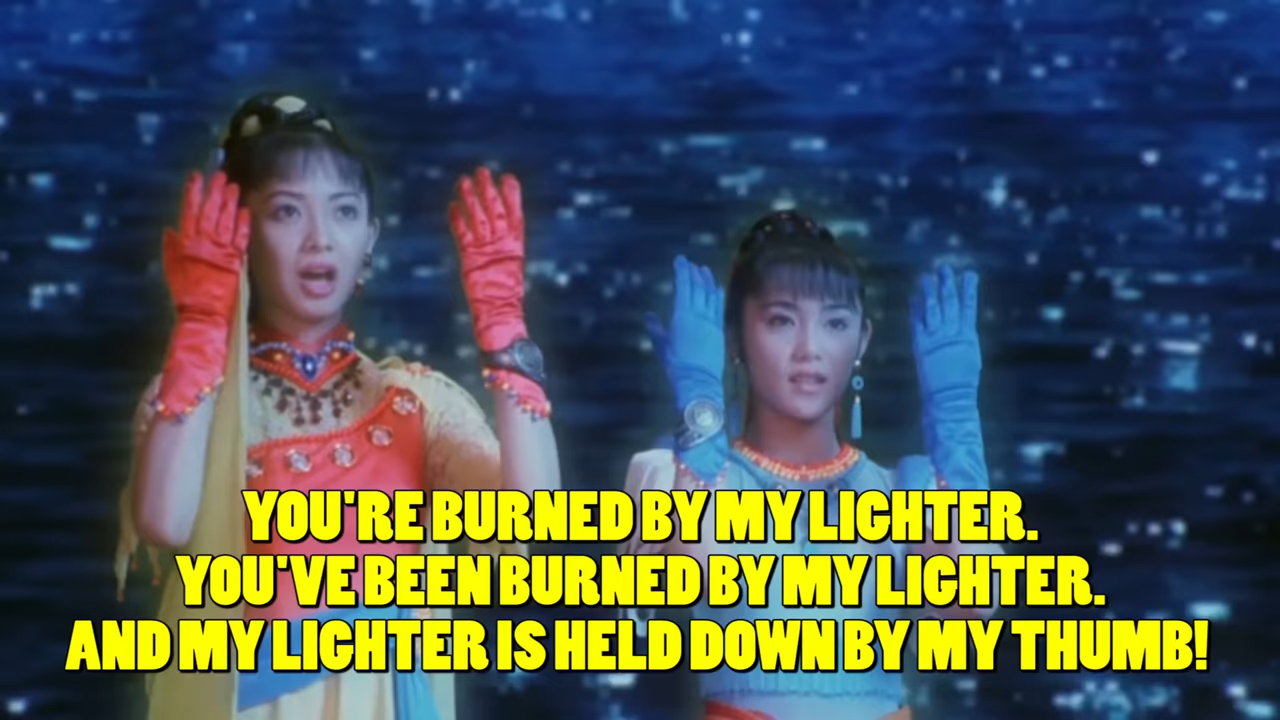 YOU'RE BURNED BY MY LIGHTER.
YOU'VE BEEN BURNED BY MY LIGHTER.
AND MY LIGHTER IS HELD DOWN BY MY THUMB!